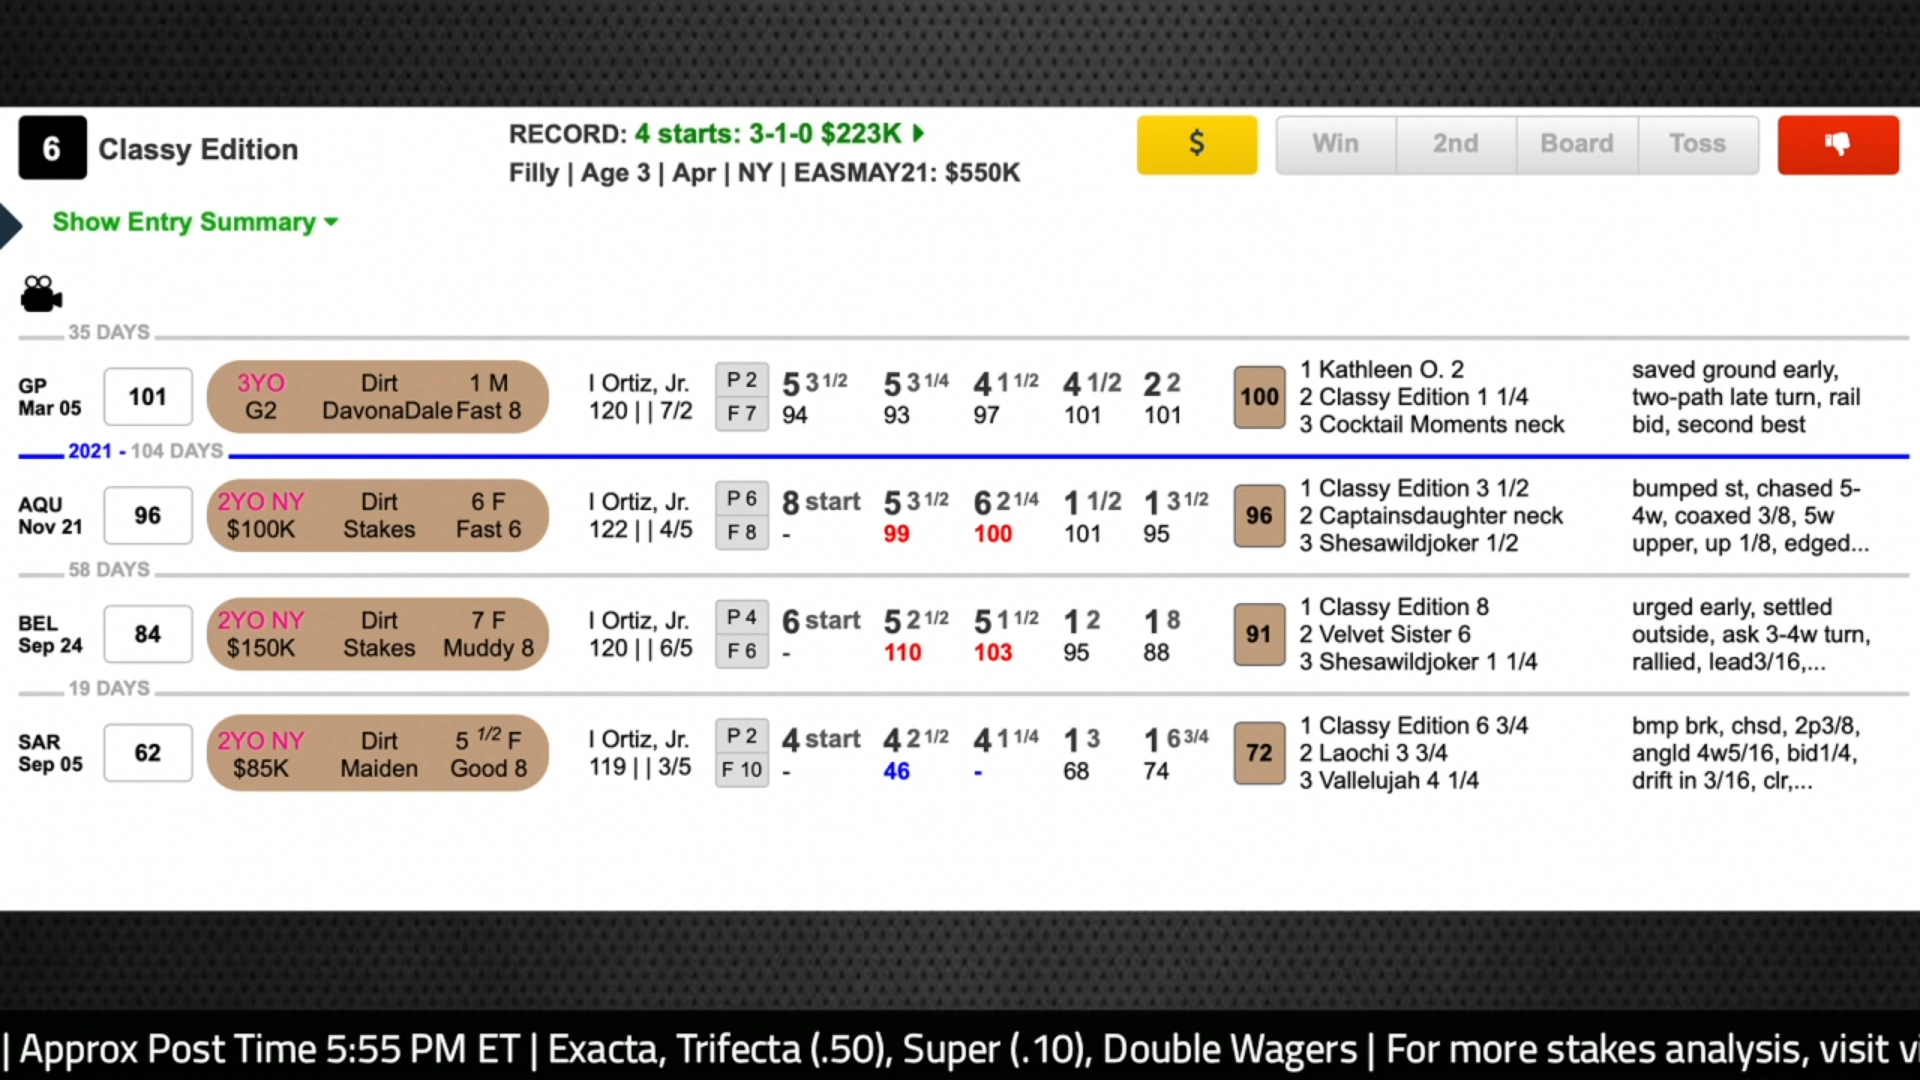 6 Classy Edition
RECORD: 4 starts: 3-1-0 $223K
Filly | Age 3 | Apr | NY | EASMAY21: $550K
$ Win 2nd Board Toss
Show Entry Summary
35 DAYS
GP
Mar 05
101
3YO Dirt 1 M
G2 DavonaDale Fast 8
I Ortiz, Jr.
120 | | 7/2
P 2
F 7
5 3 1/2 5 3 1/4 4 1 1/2 4 1/2 2 2
94 93 97 101 101
100
1 Kathleen O. 2
2 Classy Edition 1 1/4
3 Cocktail Moments neck
saved ground early,
two-path late turn, rail
bid, second best
2021 - 104 DAYS
AQU
Nov 21
96
2YO NY Dirt 6 F
$100K Stakes Fast 6
I Ortiz, Jr.
122 | | 4/5
P 6
F 8
8 start 5 3 1/2 6 2 1/4 1 1/2 1 3 1/2
- 99 100 101 95
96
1 Classy Edition 3 1/2
2 Captainsdaughter neck
3 Shesawildjoker 1/2
bumped st, chased 5-
4w, coaxed 3/8, 5w
upper, up 1/8, edged...
58 DAYS
BEL
Sep 24
84
2YO NY Dirt 7 F
$150K Stakes Muddy 8
I Ortiz, Jr.
120 | | 6/5
P 4
F 6
6 start 5 2 1/2 5 1 1/2 1 2 1 8
- 110 103 95 88
91
1 Classy Edition 8
2 Velvet Sister 6
3 Shesawildjoker 1 1/4
urged early, settled
outside, ask 3-4w turn,
rallied, lead3/16,...
19 DAYS
SAR
Sep 05
62
2YO NY Dirt 5 1/2 F
$85K Maiden Good 8
I Ortiz, Jr.
119 | | 3/5
P 2
F 10
4 start 4 2 1/2 4 1 1/4 1 3 1 6 3/4
- 46 - 68 74
72
1 Classy Edition 6 3/4
2 Laochi 3 3/4
3 Vallelujah 4 1/4
bmp brk, chsd, 2p3/8,
angld 4w5/16, bid1/4,
drift in 3/16, clr,...
| Approx Post Time 5:55 PM ET | Exacta, Trifecta (.50), Super (.10), Double Wagers | For more stakes analysis, visit